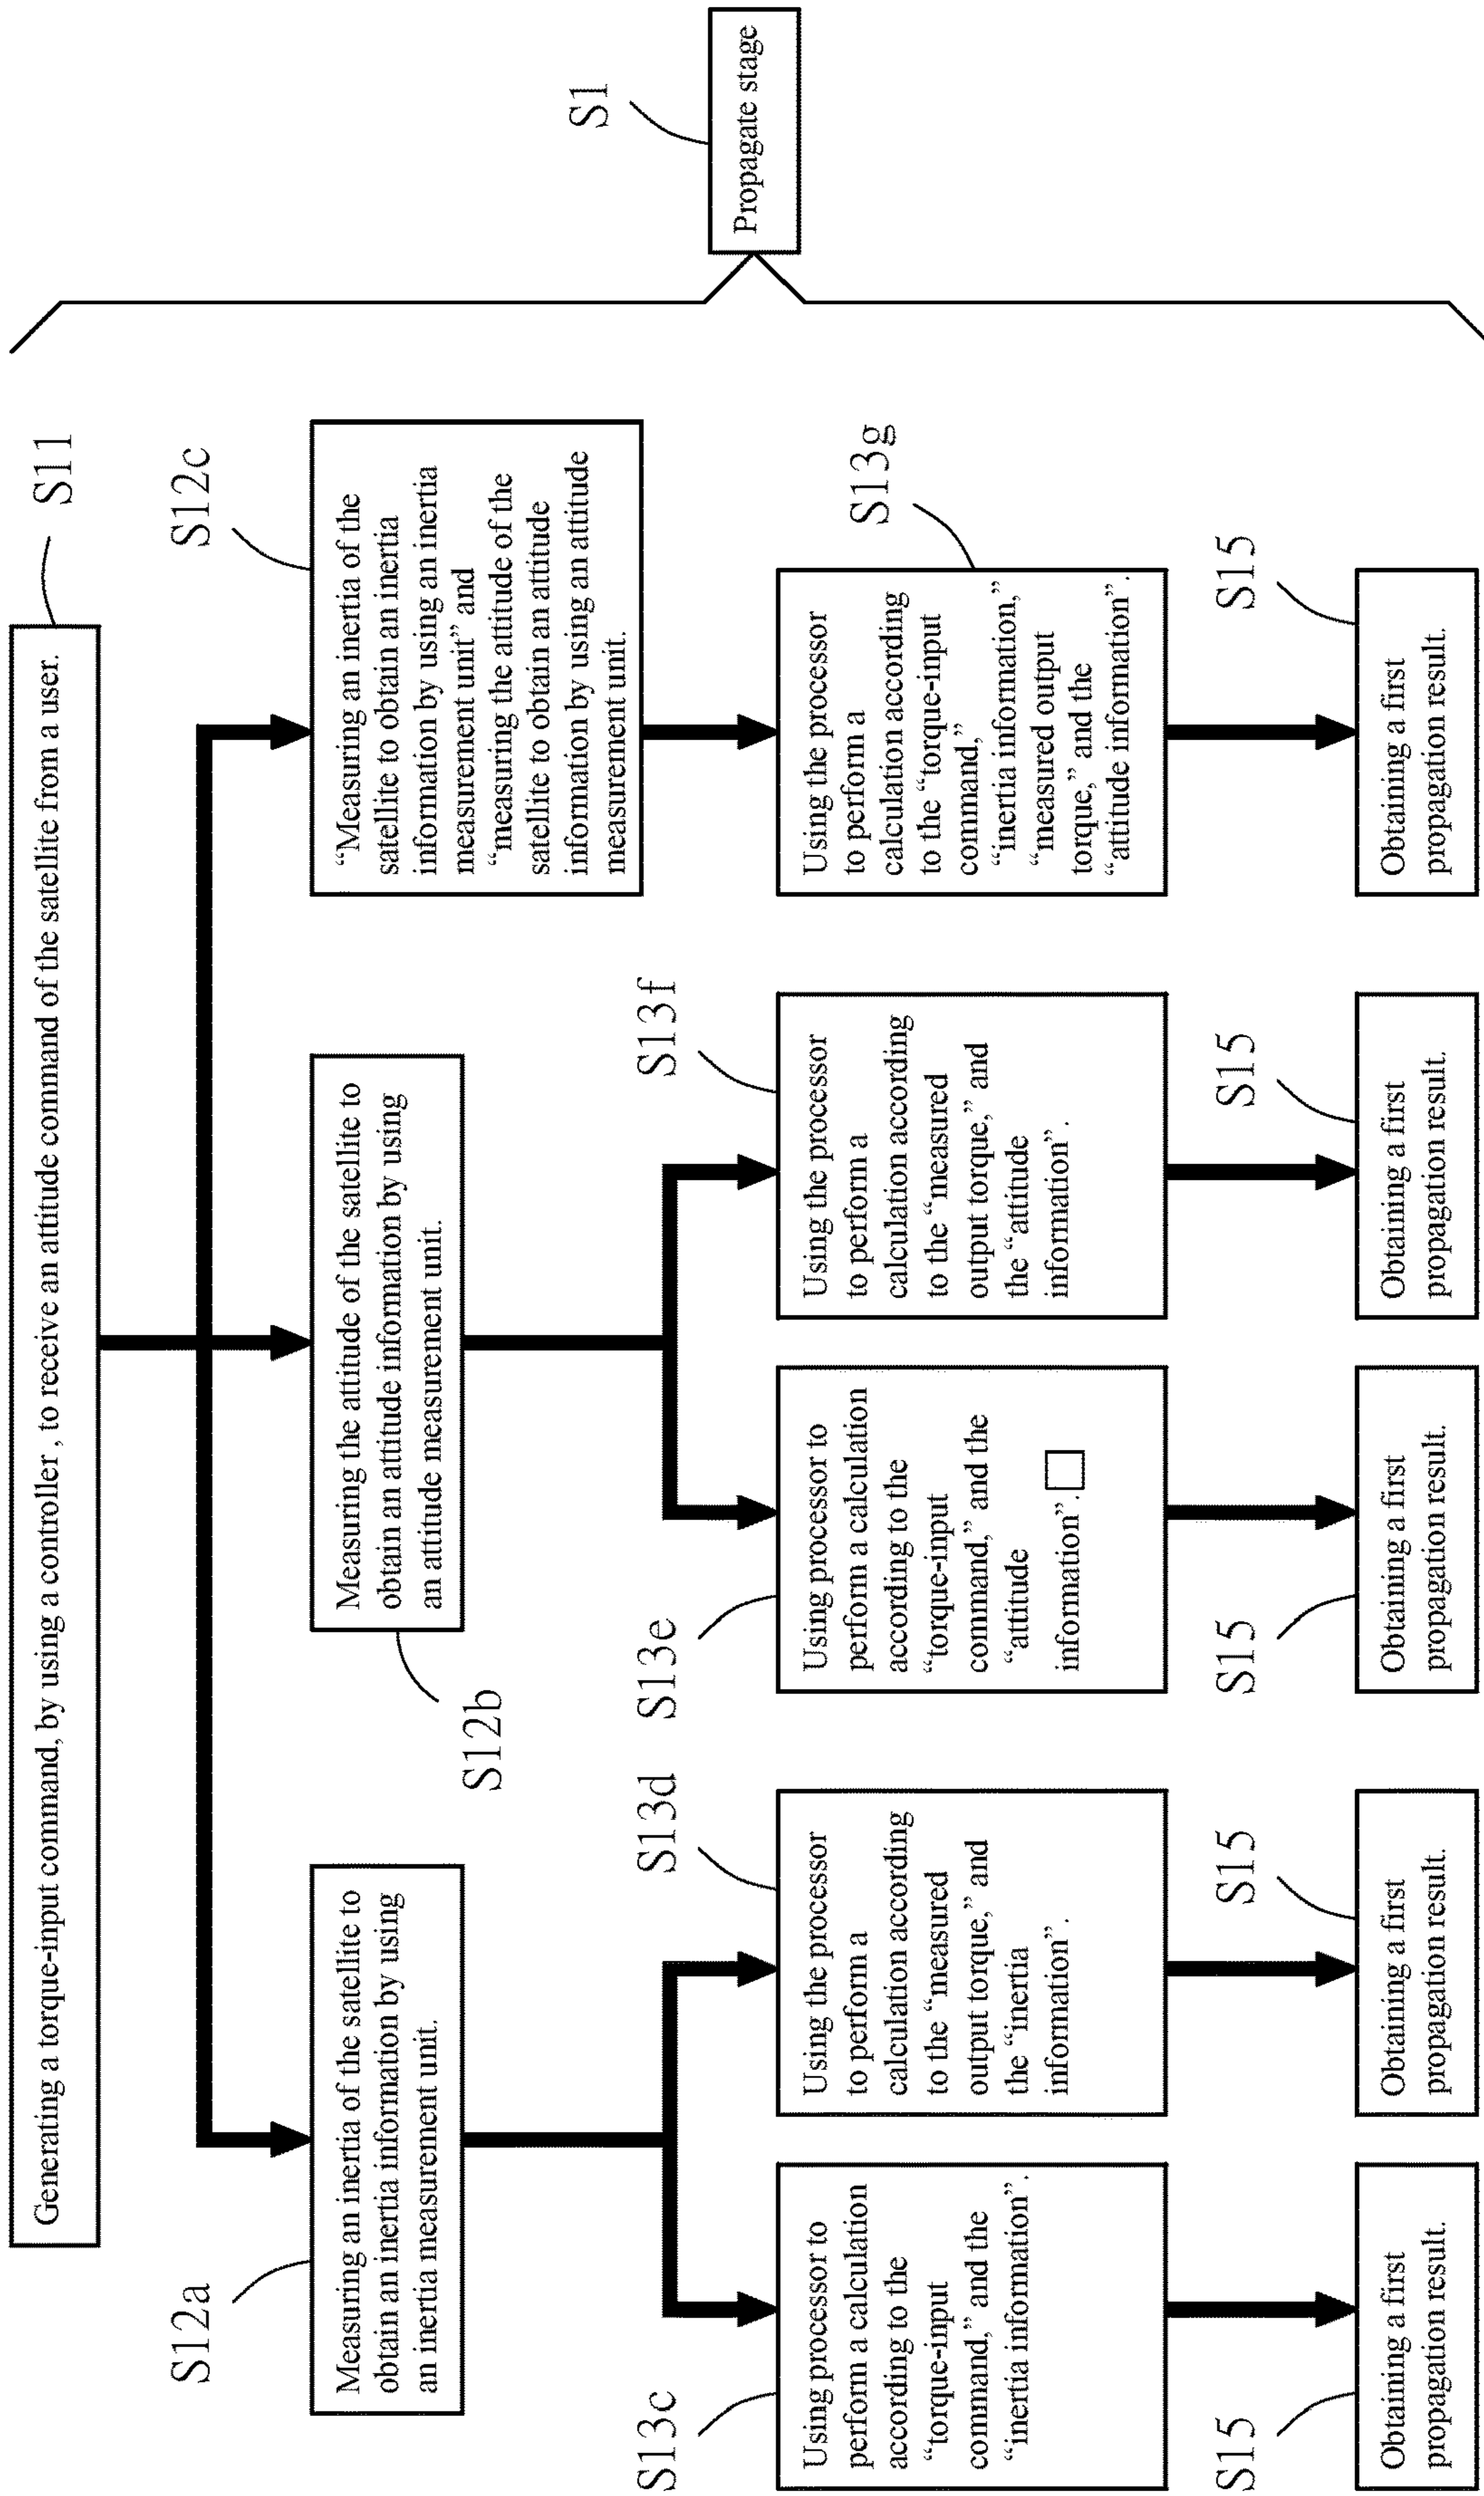 Generating a torque-input command, by using a controller , to receive an attitude command of the satellite from a user.
S11
S12a
Measuring an inertia of the satellite to
obtain an inertia information by using
an inertia measurement unit.
S12b
Measuring the attitude of the satellite to
obtain an attitude information by using
an attitude measurement unit.
S12c
“Measuring an inertia of the
satellite to obtain an inertia
information by using an inertia
measurement unit” and
“measuring the attitude of the
satellite to obtain an attitude
information by using an attitude
measurement unit.
S13c
Using processor to
perform a calculation
according to the
“torque-input
command,” and the
“inertia information”.
S13d
Using the processor
to perform a
calculation according
to the “measured
output torque,” and
the “inertia
information”.
S13e
Using processor to
perform a calculation
according to the
“torque-input
command,” and the
“attitude
information”.
S13f
Using the processor
to perform a
calculation according
to the “measured
output torque,” and
the “attitude
information”.
S13g
Using the processor
to perform a
calculation according
to the “torque-input
command,”
“inertia information,”
“measured output
torque,” and the
“attitude information”.
S15
Obtaining a first
propagation result.
S15
Obtaining a first
propagation result.
S15
Obtaining a first
propagation result.
S15
Obtaining a first
propagation result.
S15
Obtaining a first
propagation result.
S1
Propagate stage